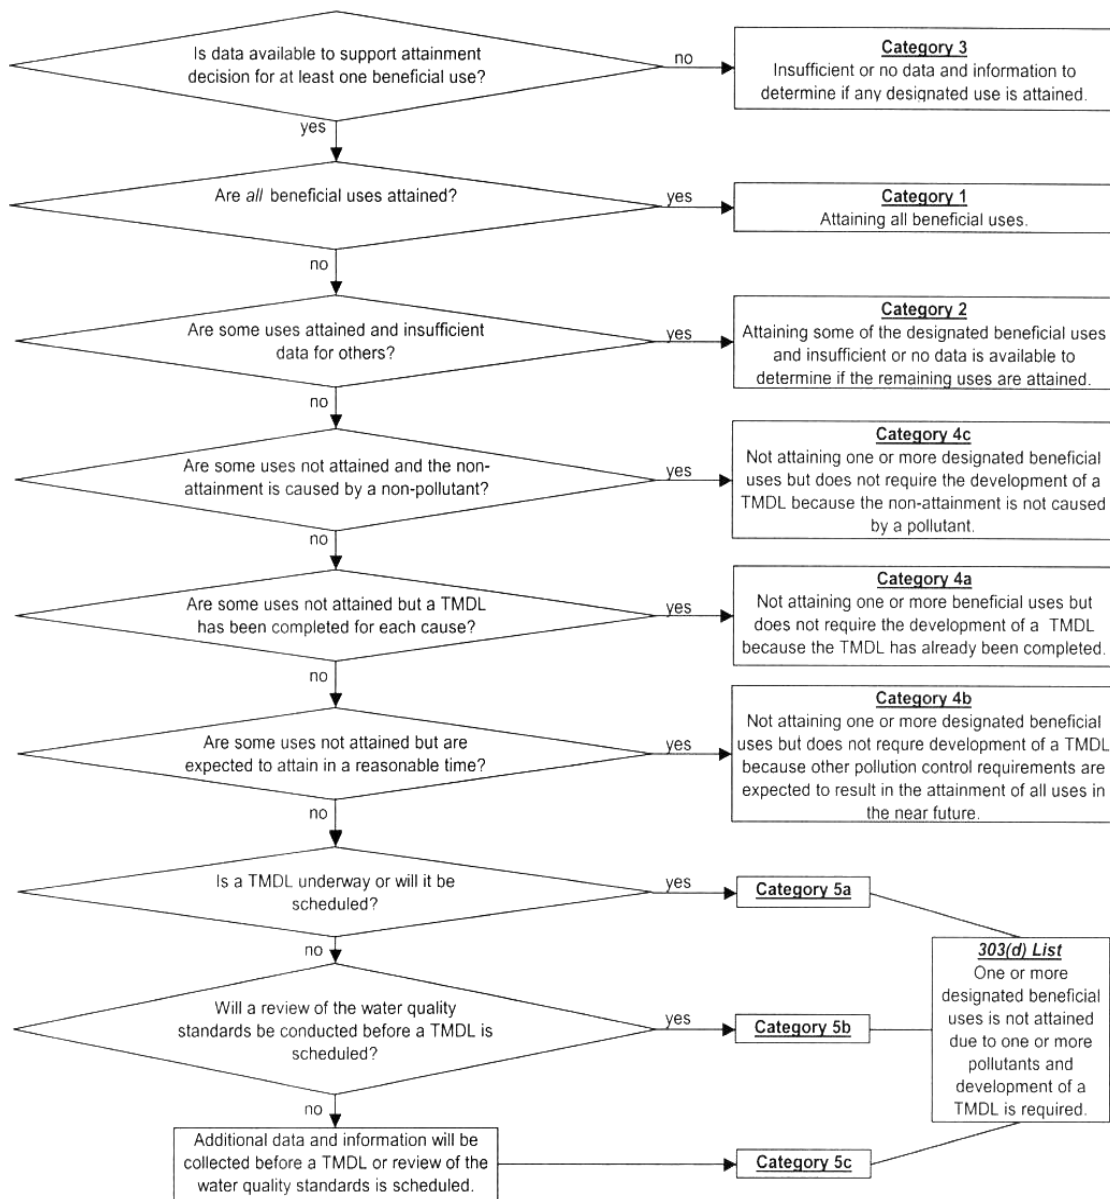 Is data available to support attainment
decision for at least one beneficial use?
no
Category 3
Insufficient or no data and information to
determine if any designated use is attained.
yes
Are all beneficial uses attained?
yes
Category 1
Attaining all beneficial uses.
no
Are some uses attained and insufficient
data for others?
yes
Category 2
Attaining some of the designated beneficial uses
and insufficient or no data is available to
determine if the remaining uses are attained.
no
Are some uses not attained and the non-
attainment is caused by a non-pollutant?
yes
Category 4c
Not attaining one or more designated beneficial
uses but does not require the development of a
TMDL because the non-attainment is not caused
by a pollutant.
no
Are some uses not attained but a TMDL
has been completed for each cause?
yes
Category 4a
Not attaining one or more beneficial uses but
does not require the development of a TMDL
because the TMDL has already been completed.
no
Are some uses not attained but are
expected to attain in a reasonable time?
yes
Category 4b
Not attaining one or more designated beneficial
uses but does not requre development of a TMDL
because other pollution control requirements are
expected to result in the attainment of all uses in
the near future.
no
Is a TMDL underway or will it be
scheduled?
yes
Category 5a
no
Will a review of the water quality
standards be conducted before a TMDL is
scheduled?
yes
Category 5b
303(d) List
One or more
designated beneficial
uses is not attained
due to one or more
pollutants and
development of a
TMDL is required.
no
Additional data and information will be
collected before a TMDL or review of the
water quality standards is scheduled.
Category 5c